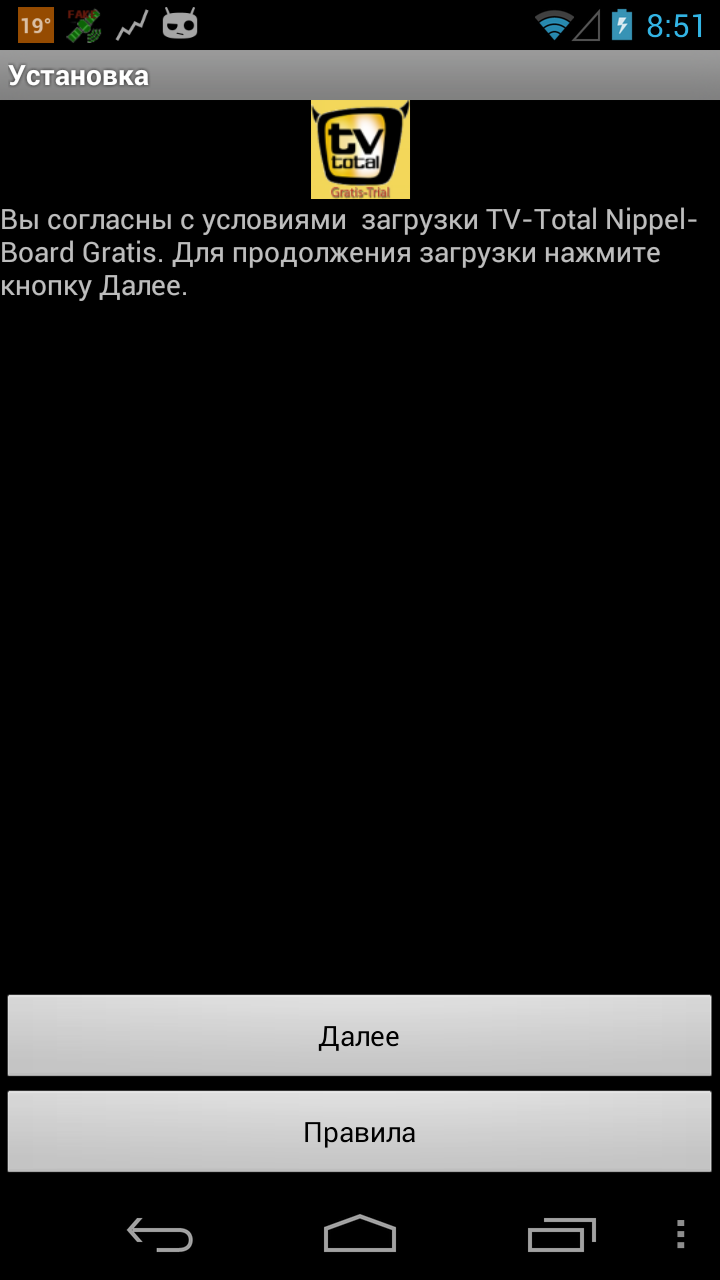 19°
FAKE
8:51
Установка
tv
total
Gratis-Trial
Вы согласны с условиями загрузки TV-Total Nippel-
Board Gratis. Для продолжения загрузки нажмите
кнопку Далее.
Далее
Правила